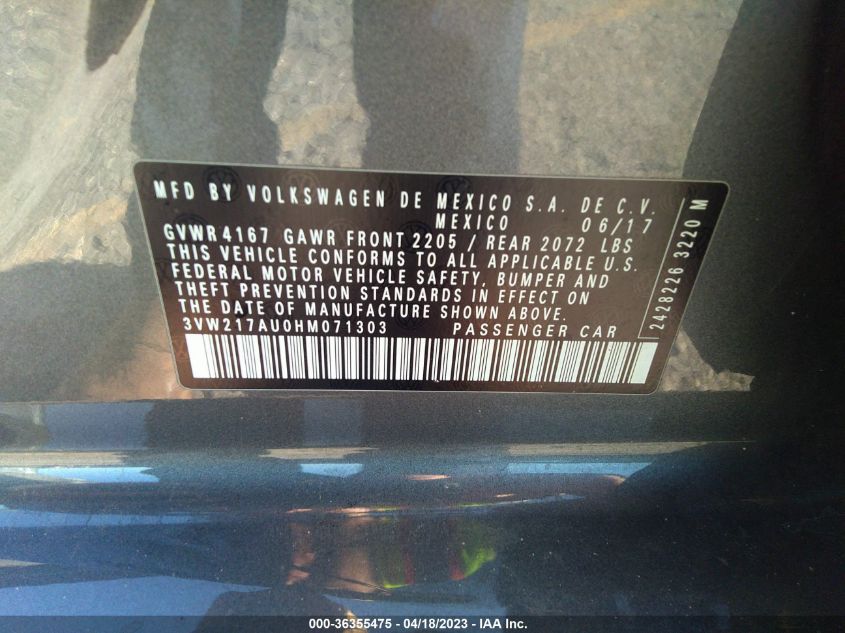 MFD BY VOLKSWAGEN DE MEXICO S.A. DE C.V.
MEXICO 06/17
GVWR 4167 GAWR FRONT 2205 / REAR 2072 LBS
THIS VEHICLE CONFORMS TO ALL APPLICABLE U.S.
FEDERAL MOTOR VEHICLE SAFETY, BUMPER AND
THEFT PREVENTION STANDARDS IN EFFECT ON
THE DATE OF MANUFACTURE SHOWN ABOVE.
3VW217AU0HM071303 PASSENGER CAR
2428226 3220 M
000-36355475 - 04/18/2023 - IAA Inc.